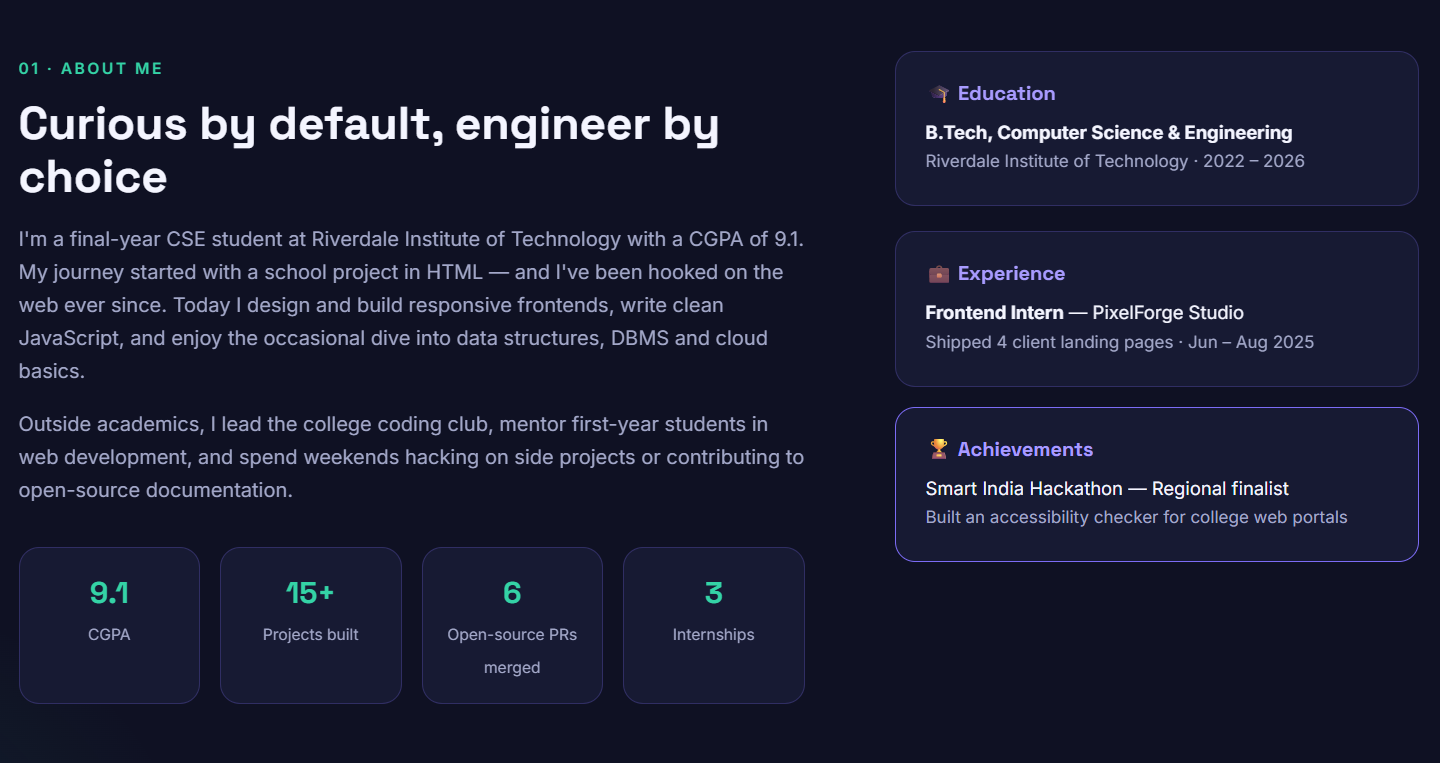 01 · ABOUT ME
Curious by default, engineer by
choice
I'm a final-year CSE student at Riverdale Institute of Technology with a CGPA of 9.1.
My journey started with a school project in HTML — and I've been hooked on the
web ever since. Today I design and build responsive frontends, write clean
JavaScript, and enjoy the occasional dive into data structures, DBMS and cloud
basics.
Outside academics, I lead the college coding club, mentor first-year students in
web development, and spend weekends hacking on side projects or contributing to
open-source documentation.
9.1
CGPA
15+
Projects built
6
Open-source PRs
merged
3
Internships
Education
B.Tech, Computer Science & Engineering
Riverdale Institute of Technology · 2022 – 2026
Experience
Frontend Intern — PixelForge Studio
Shipped 4 client landing pages · Jun – Aug 2025
Achievements
Smart India Hackathon — Regional finalist
Built an accessibility checker for college web portals